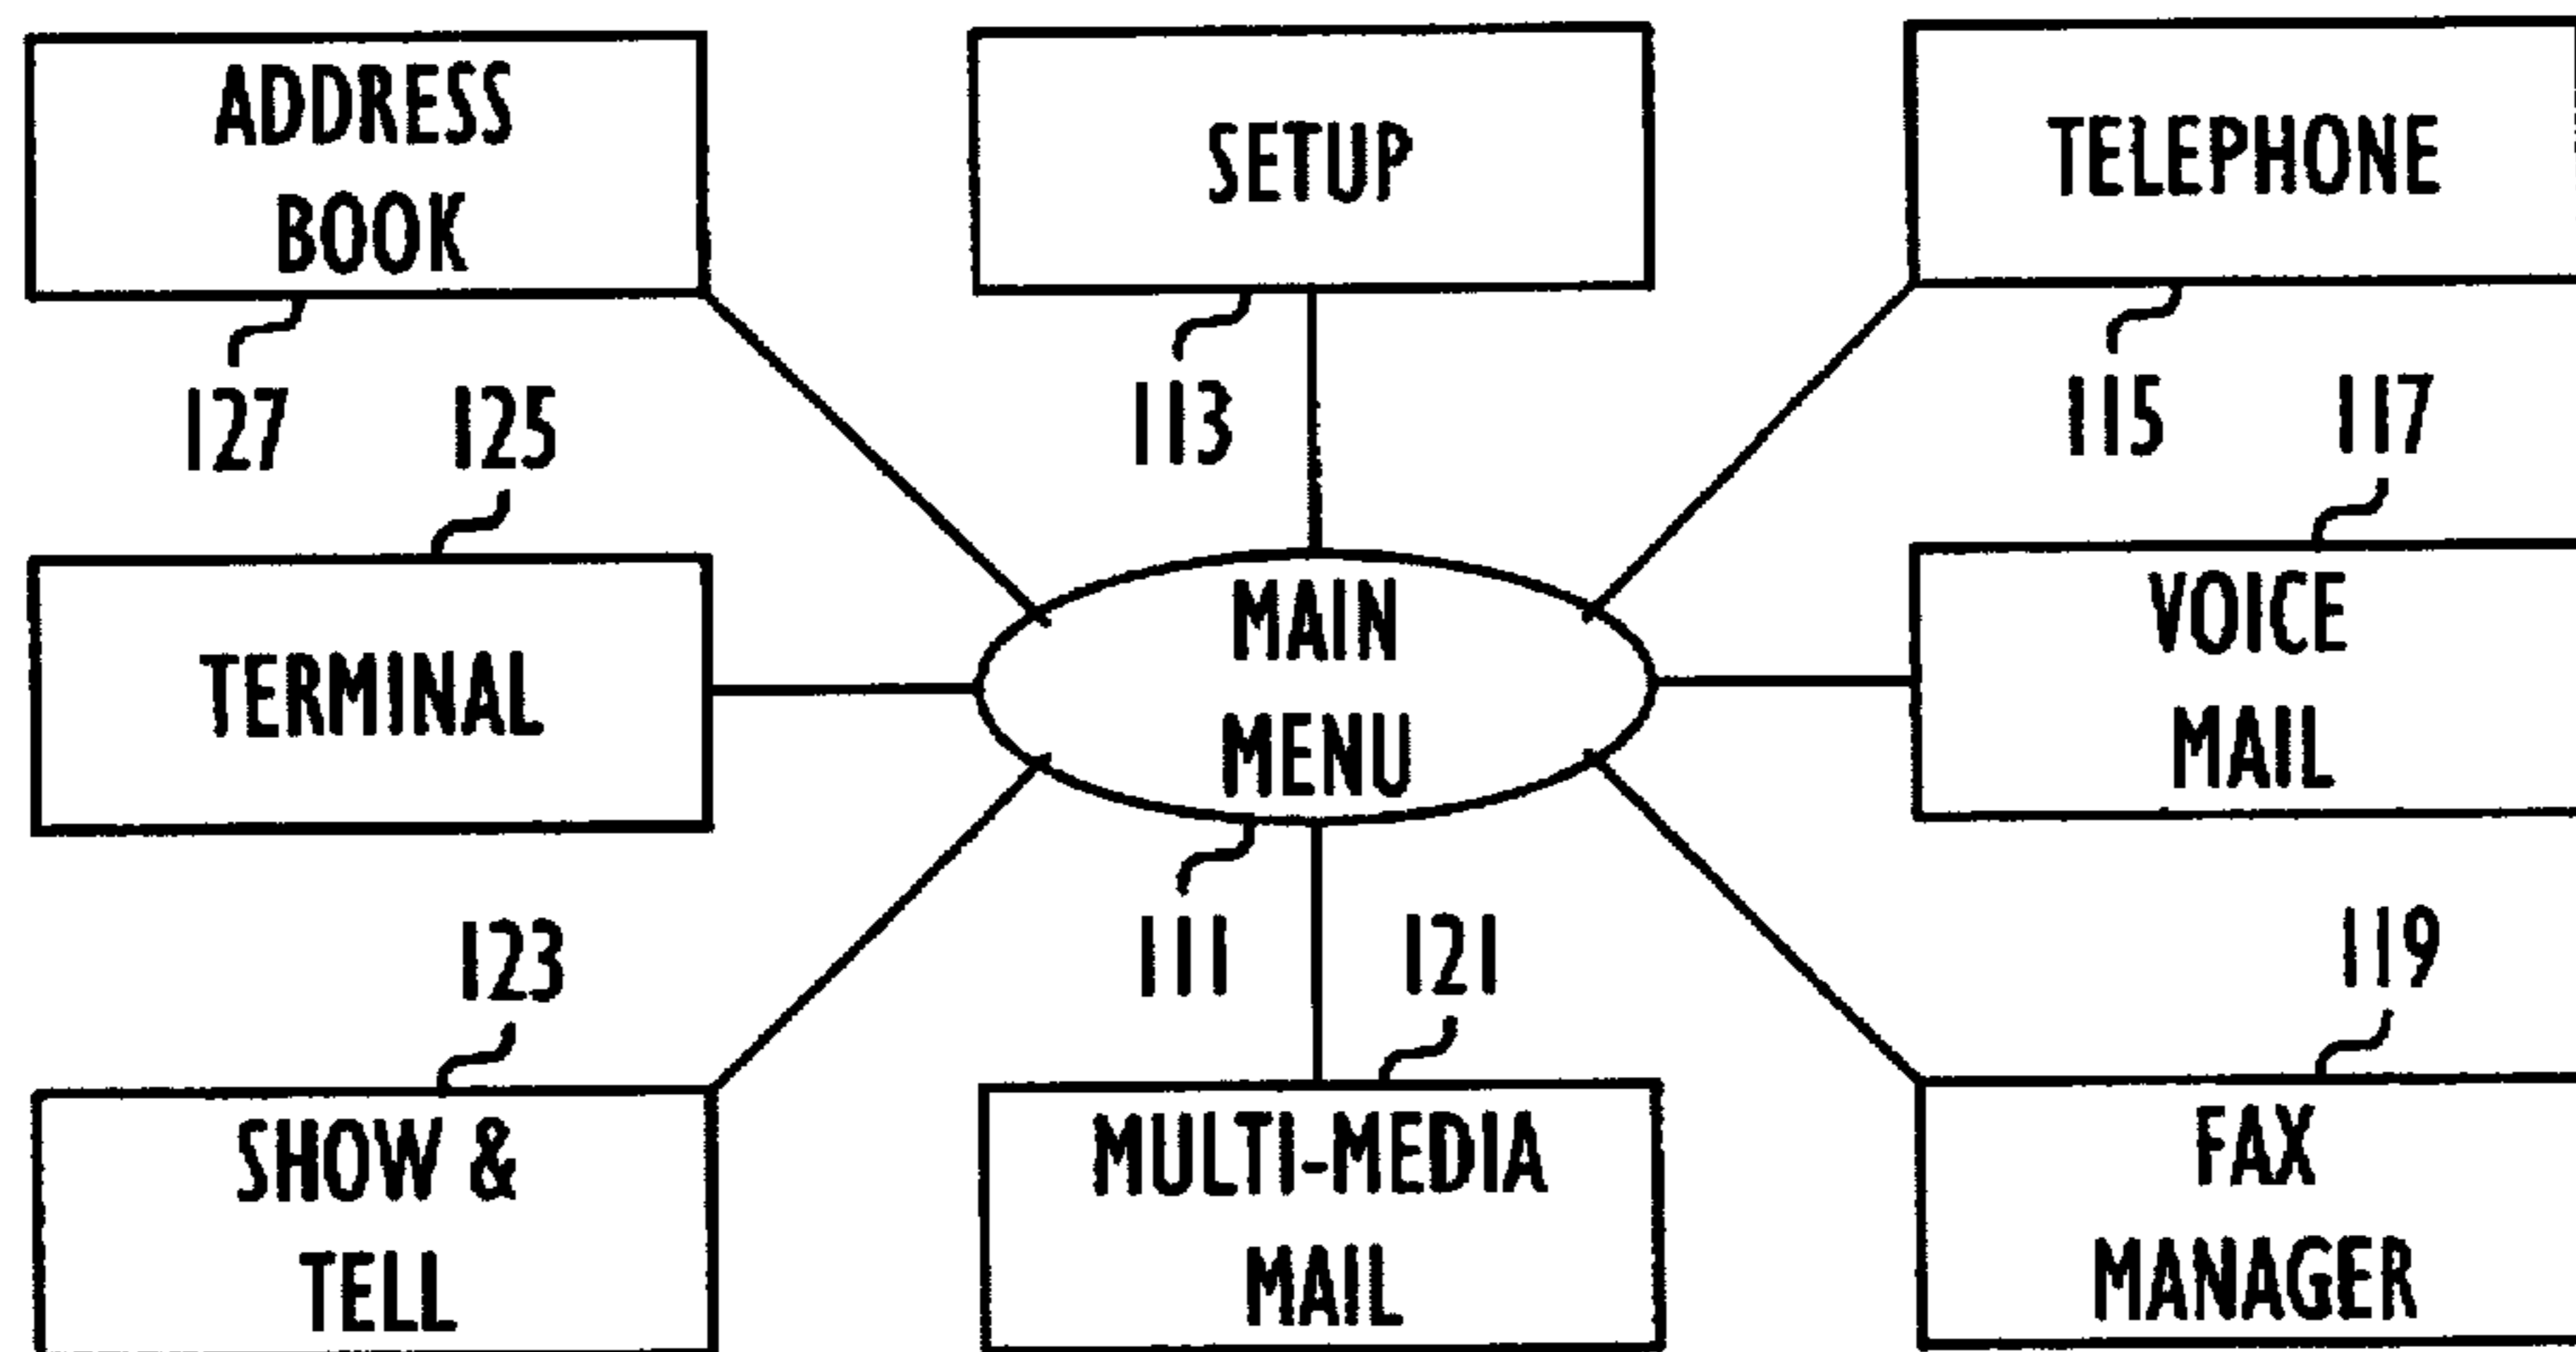 ADDRESS
BOOK
SETUP
TELEPHONE
127
125
113
115
117
TERMINAL
MAIN
MENU
VOICE
MAIL
123
111
121
119
SHOW &
TELL
MULTI-MEDIA
MAIL
FAX
MANAGER